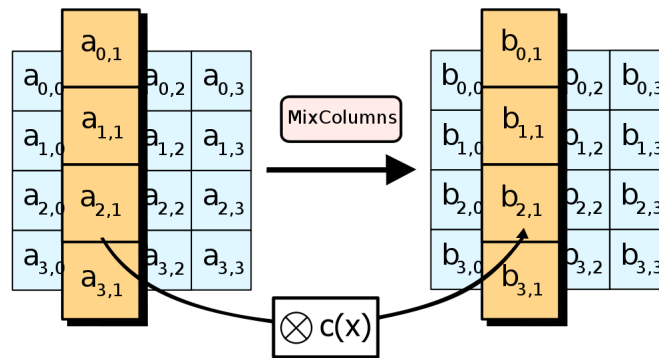 a0,1
b0,1
a0,0 a0,2 a0,3
b0,0 b0,2 b0,3
MixColumns
a1,1
b1,1
a1,0 a1,2 a1,3
b1,0 b1,2 b1,3
a2,1
b2,1
a2,0 a2,2 a2,3
b2,0 b2,2 b2,3
a3,0 a3,2 a3,3
b3,0 b3,2 b3,3
a3,1
b3,1
⊗ c(x)